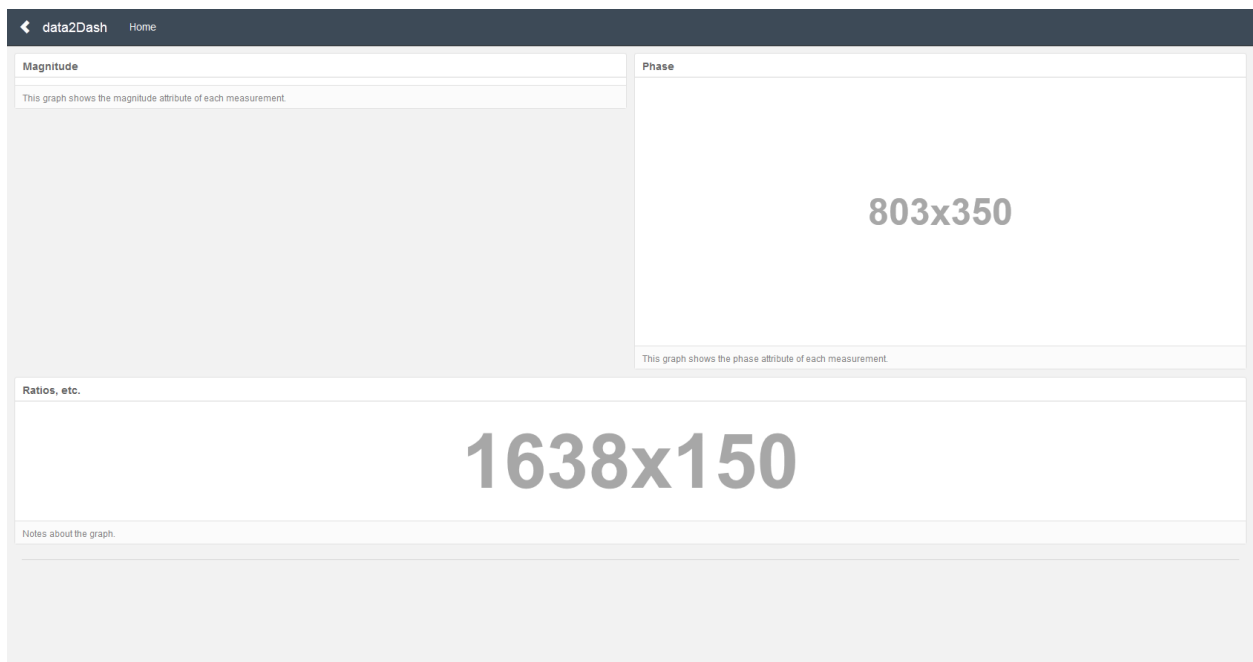 data2Dash Home
Magnitude
This graph shows the magnitude attribute of each measurement.
Phase
803x350
This graph shows the phase attribute of each measurement.
Ratios, etc.
1638x150
Notes about the graph.